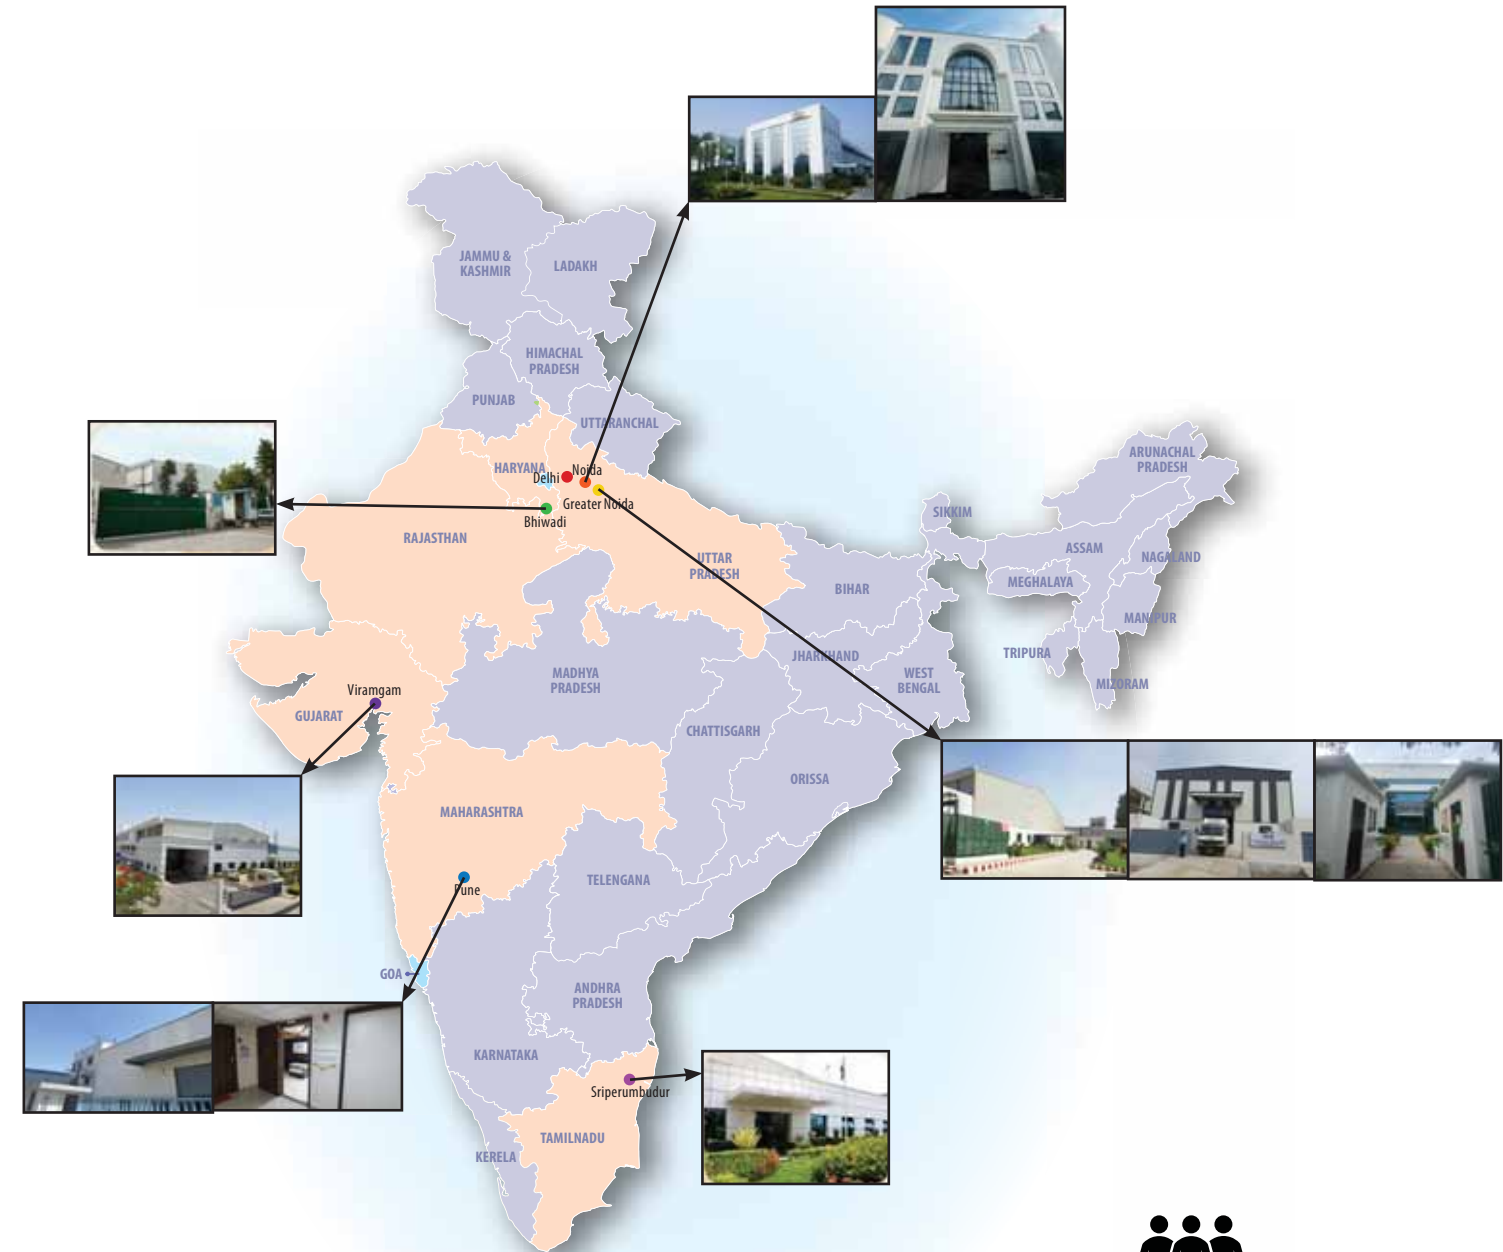 JAMMU &
KASHMIR
LADAKH
HIMACHAL
PRADESH
PUNJAB
UTTARANCHAL
HARYANA
Delhi
Noida
Greater Noida
Bhiwadi
RAJASTHAN
UTTAR
PRADESH
BIHAR
SIKKIM
ARUNACHAL
PRADESH
ASSAM
NAGALAND
MEGHALAYA
MANIPUR
TRIPURA
MIZORAM
JHARKHAND
WEST
BENGAL
MADHYA
PRADESH
Viramgam
GUJARAT
CHATTISGARH
ORISSA
MAHARASHTRA
Pune
TELENGANA
GOA
ANDHRA
PRADESH
KARNATAKA
Sriperumbudur
TAMILNADU
KERELA